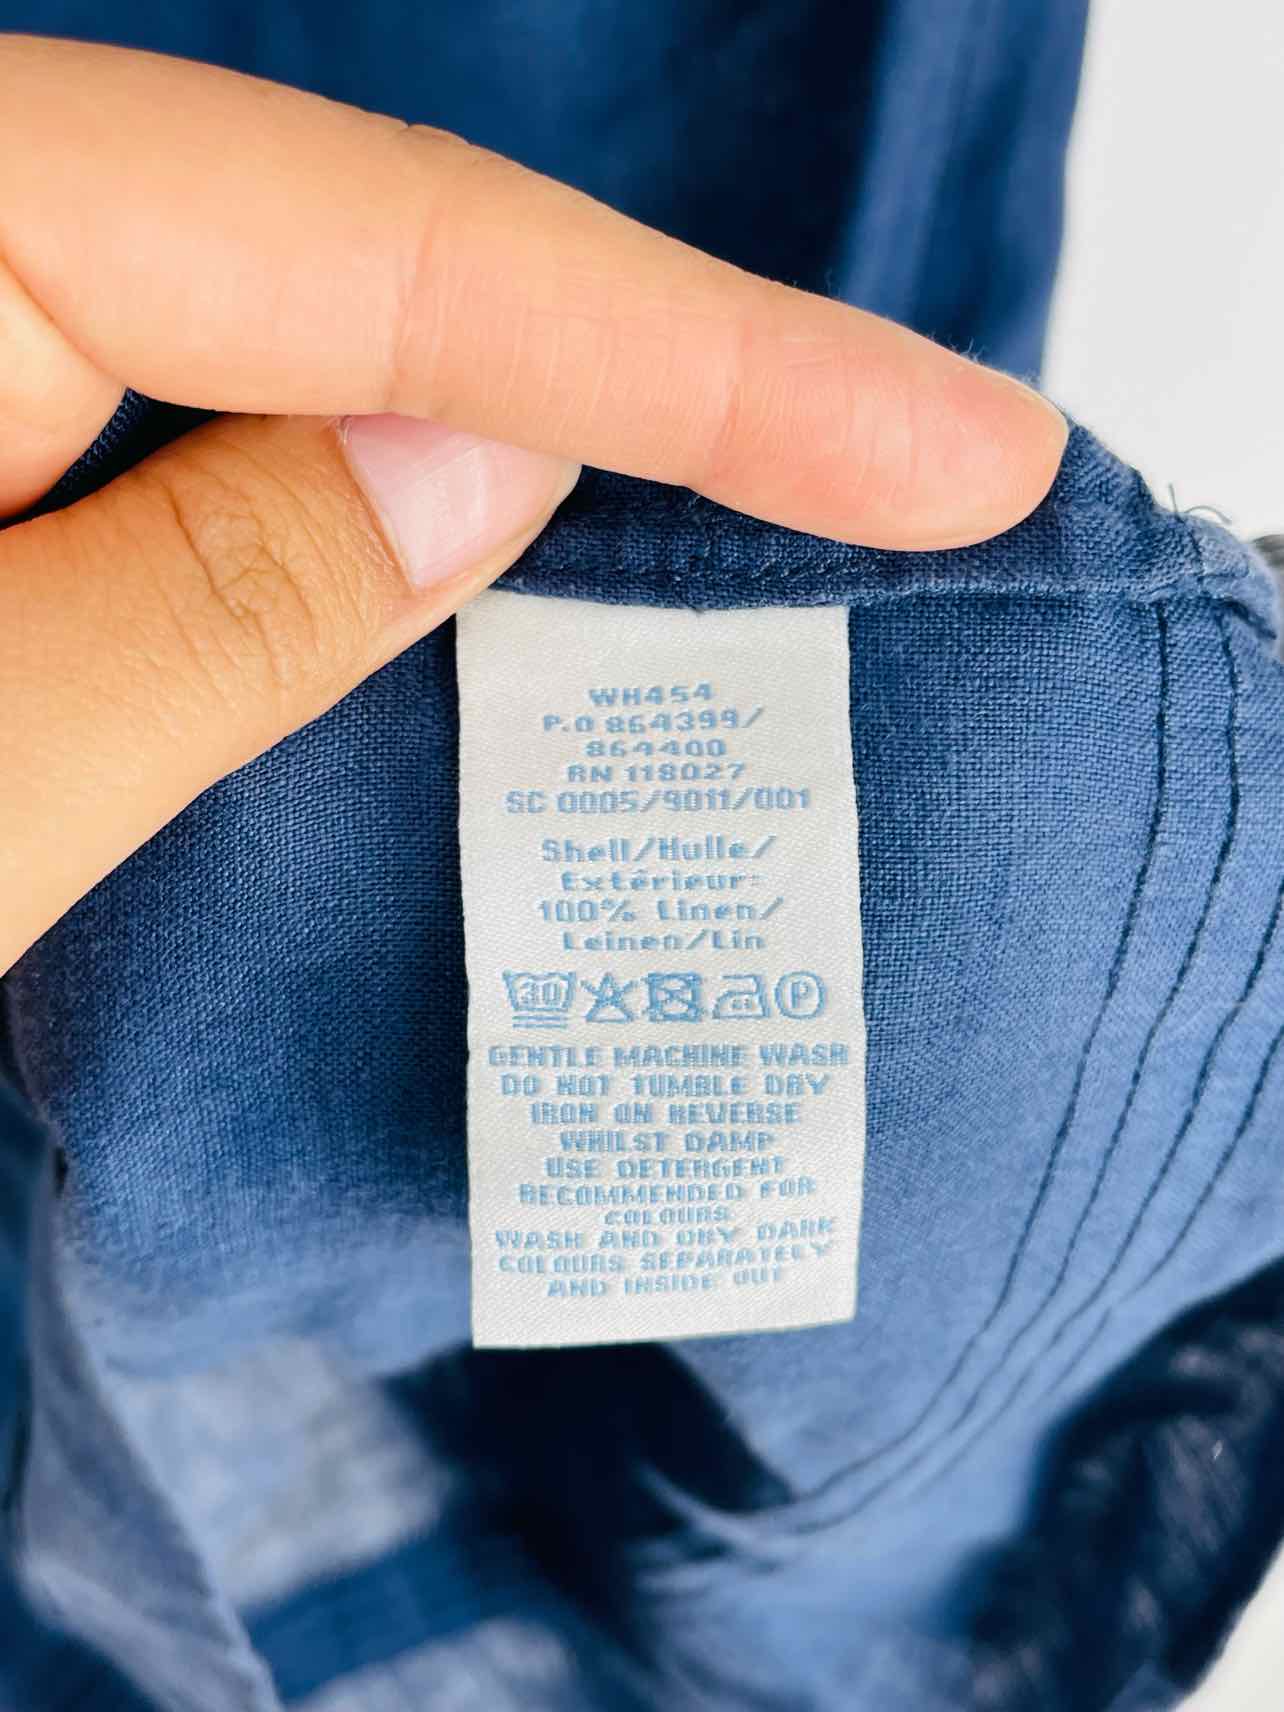 WH454
P.O 864399/
864400
RN 118027
SC 0005/9011/001
Shell/Hulle/
Extérieur:
100% Linen/
Leinen/Lin
30 P
GENTLE MACHINE WASH
DO NOT TUMBLE DRY
IRON ON REVERSE
WHILST DAMP
USE DETERGENT
RECOMMENDED FOR
COLOURS
WASH AND DRY DARK
COLOURS SEPARATELY
AND INSIDE OUT